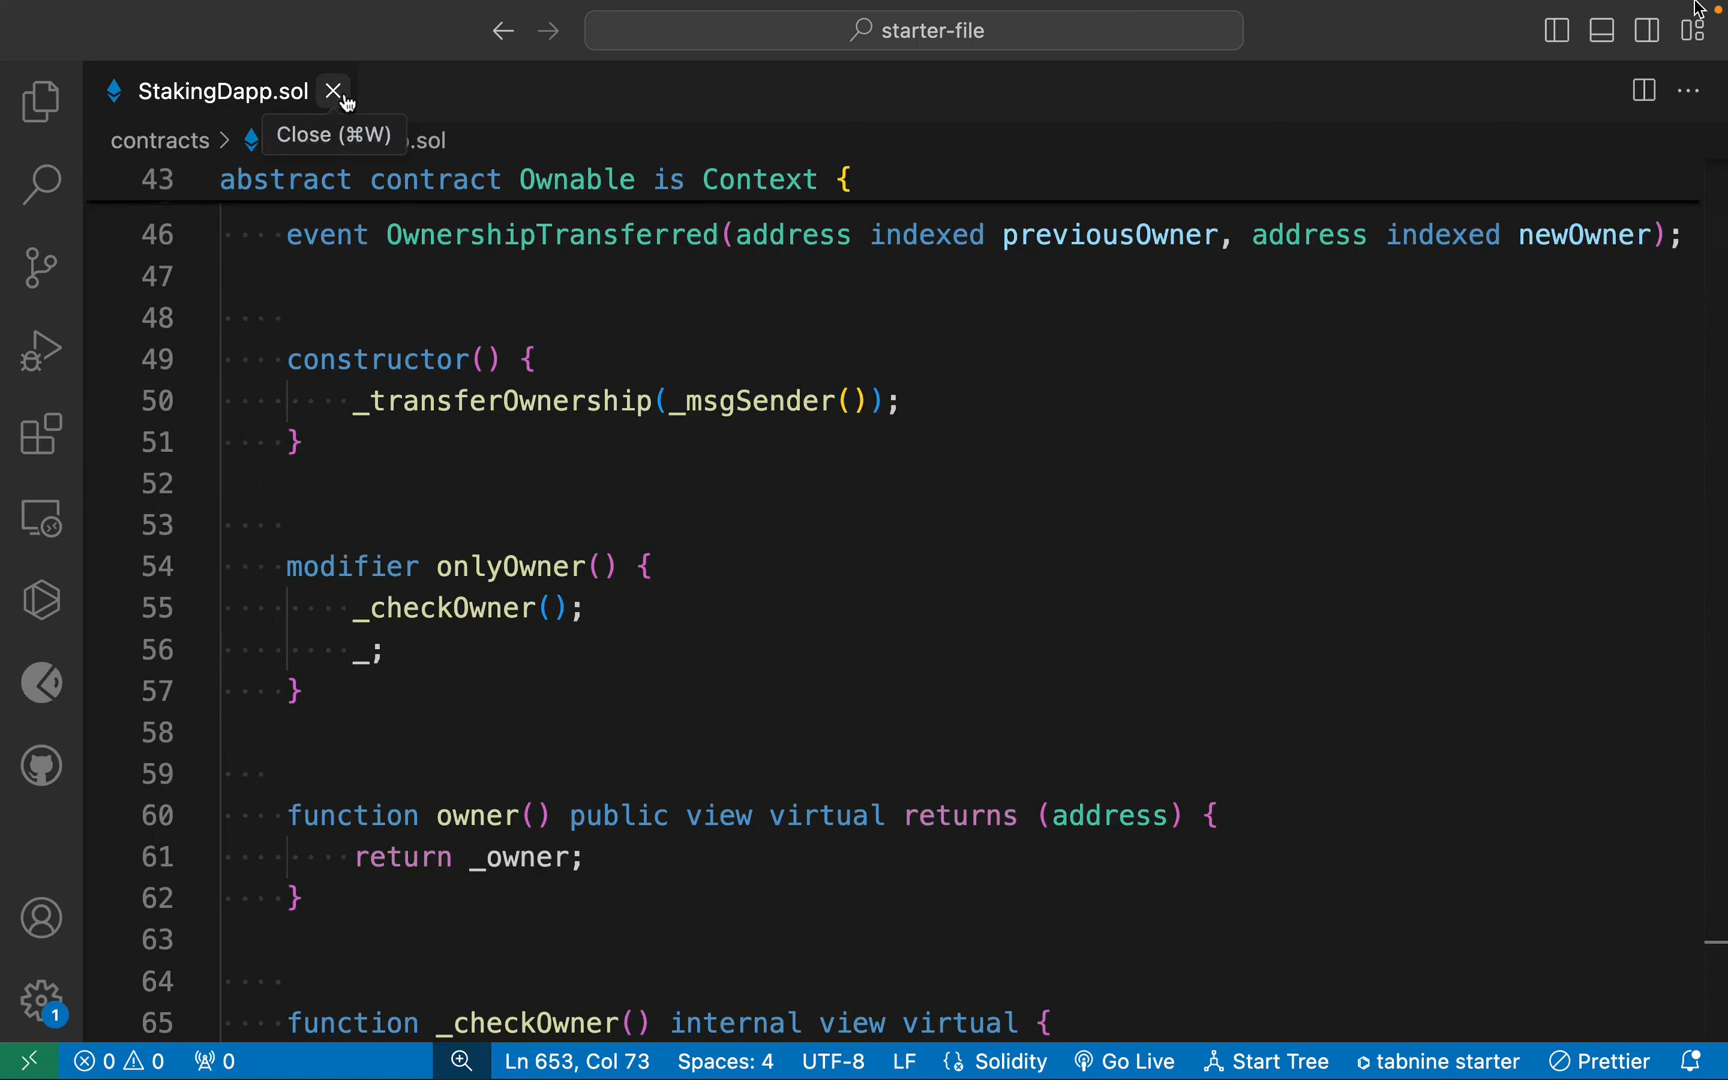 starter-file
StakingDapp.sol
Close (⌘W)
contracts > .sol
43 abstract contract Ownable is Context {
46 event OwnershipTransferred(address indexed previousOwner, address indexed newOwner);
47
48
49 constructor() {
50 _transferOwnership(_msgSender());
51 }
52
53
54 modifier onlyOwner() {
55 _checkOwner();
56 _;
57 }
58
59
60 function owner() public view virtual returns (address) {
61 return _owner;
62 }
63
64
65 function _checkOwner() internal view virtual {
1
0 0 0 Ln 653, Col 73 Spaces: 4 UTF-8 LF {} Solidity Go Live Start Tree tabnine starter Prettier